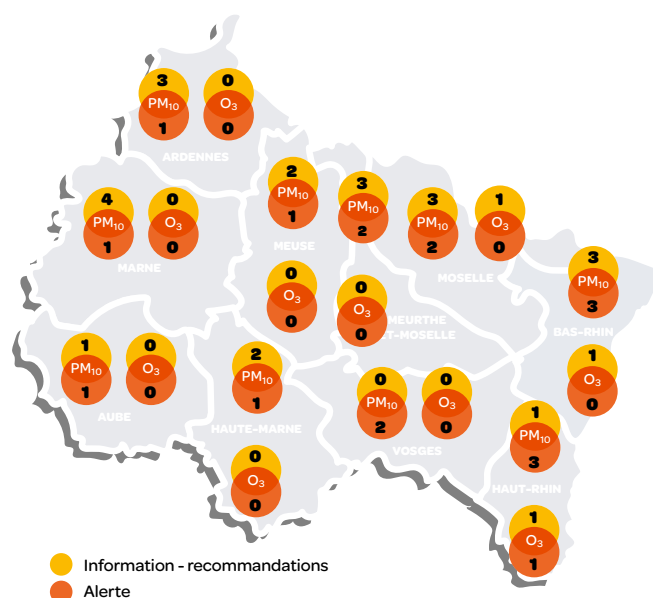 3
PM10
1
0
O3
0
ARDENNES
4
PM10
1
0
O3
0
MARNE
2
PM10
1
MEUSE
0
O3
0
3
PM10
2
0
O3
0
MEURTHE
ET-MOSELLE
3
PM10
2
1
O3
0
MOSELLE
3
PM10
3
BAS-RHIN
1
O3
0
1
PM10
1
0
O3
0
AUBE
2
PM10
1
HAUTE-MARNE
0
O3
0
0
PM10
2
0
O3
0
VOSGES
1
PM10
3
HAUT-RHIN
1
O3
1
Information - recommandations
Alerte